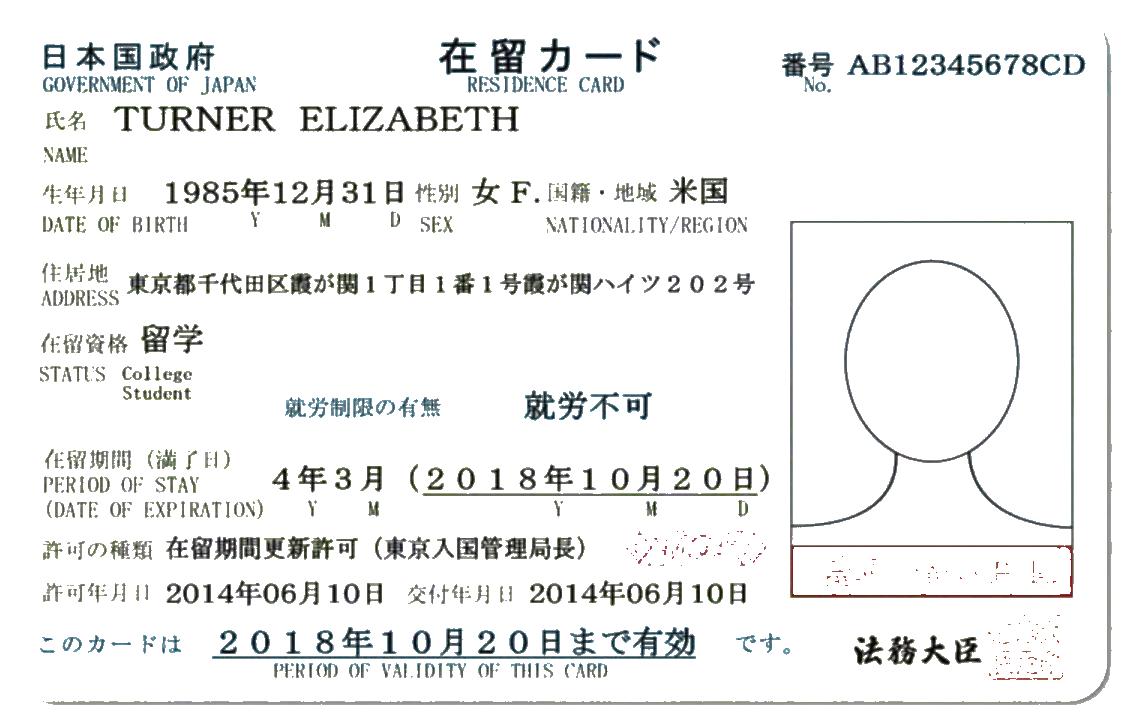 日本国政府 在留カード 番号 AB12345678CD
GOVERNMENT OF JAPAN RESIDENCE CARD No.
氏名 TURNER ELIZABETH
NAME
生年月日 1985年12月31日 性別 女 F. 国籍・地域 米国
DATE OF BIRTH Y M D SEX NATIONALITY/REGION
住居地 東京都千代田区霞が関1丁目1番1号霞が関ハイツ202号
ADDRESS
在留資格 留学
STATUS College
Student
就労制限の有無 就労不可
在留期間(満了日) 4年3月(2018年10月20日)
PERIOD OF STAY
(DATE OF EXPIRATION) Y M Y M D
許可の種類 在留期間更新許可(東京入国管理局長)
許可年月日 2014年06月10日 交付年月日 2014年06月10日
このカードは 2018年10月20日まで有効 です。
PERIOD OF VALIDITY OF THIS CARD
法務大臣